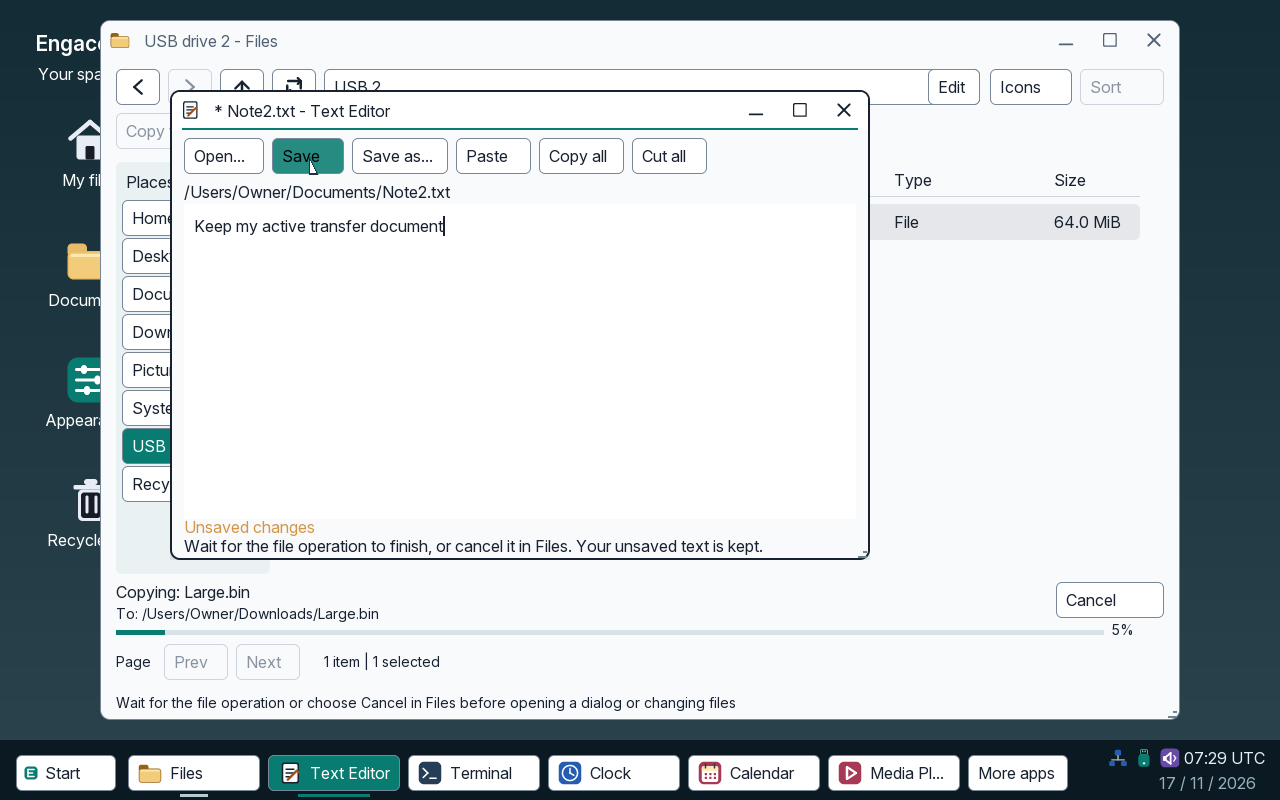 Engac
Your spa
My fil
Docum
Appeara
Recycle
USB drive 2 - Files
USB 2
Edit
Icons
Sort
Copy
Places
Home
Desk
Docu
Down
Pictu
Syste
USB
Recy
Type
Size
File
64.0 MiB
* Note2.txt - Text Editor
Open...
Save
Save as...
Paste
Copy all
Cut all
/Users/Owner/Documents/Note2.txt
Keep my active transfer document
Unsaved changes
Wait for the file operation to finish, or cancel it in Files. Your unsaved text is kept.
Copying: Large.bin
To: /Users/Owner/Downloads/Large.bin
Cancel
5%
Page
Prev
Next
1 item | 1 selected
Wait for the file operation or choose Cancel in Files before opening a dialog or changing files
Start
Files
Text Editor
Terminal
Clock
Calendar
Media Pl...
More apps
07:29 UTC
17 / 11 / 2026